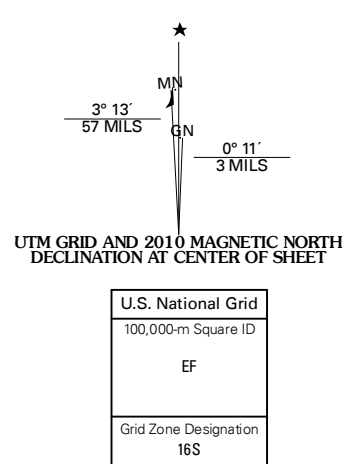 ★
MN
3° 13´
57 MILS
GN
0° 11´
3 MILS
UTM GRID AND 2010 MAGNETIC NORTH
DECLINATION AT CENTER OF SHEET
U.S. National Grid
100,000-m Square ID
EF
Grid Zone Designation
16S